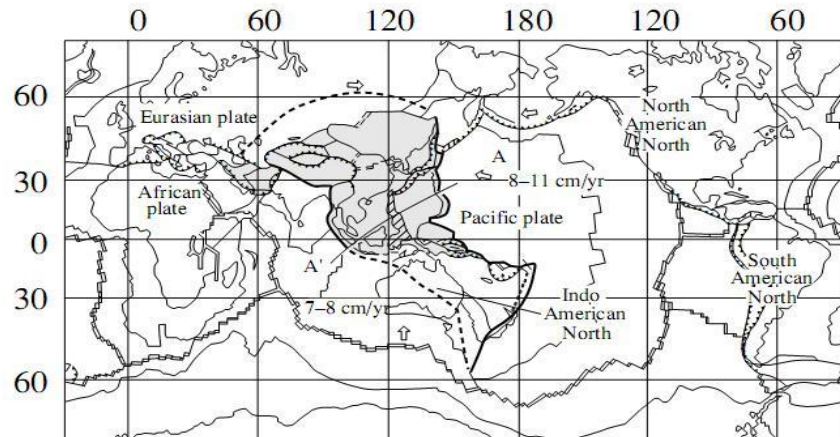 0 60 120 180 120 60
60
30
0
30
60
Eurasian plate
African
plate
North
American
North
A
8–11 cm/yr
Pacific plate
A'
7–8 cm/yr
Indo
American
North
South
American
North